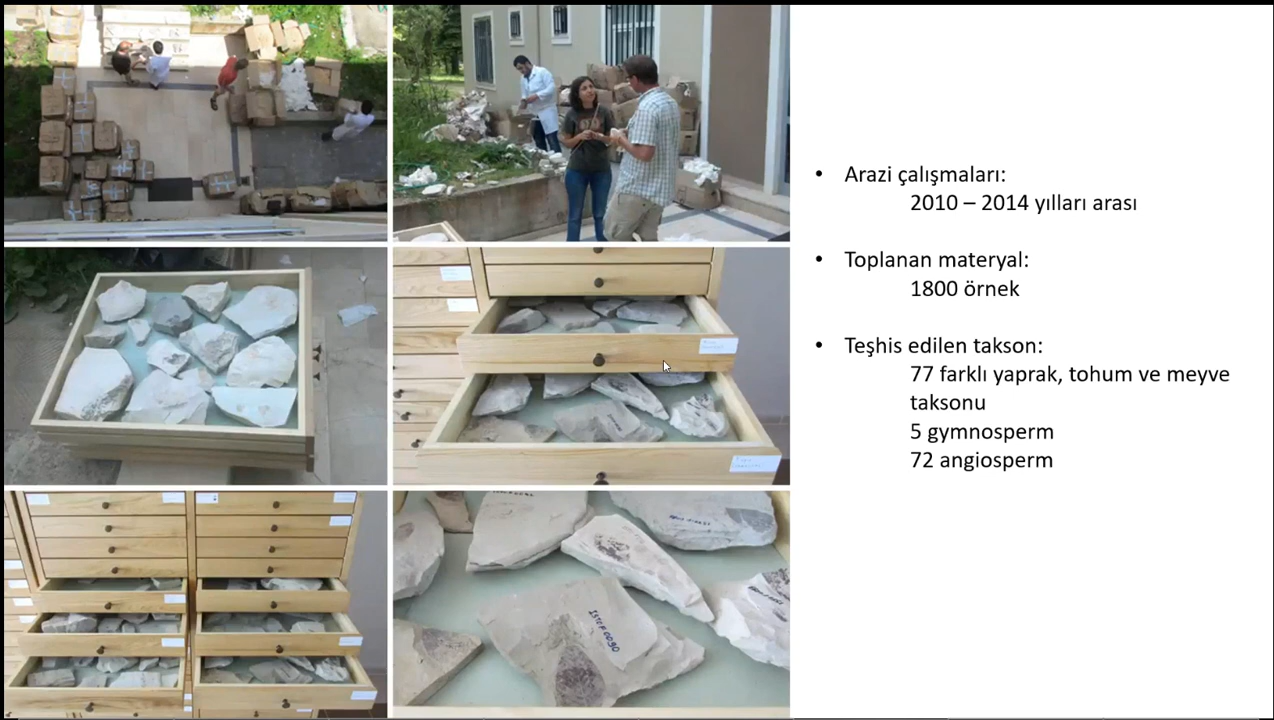 • Arazi çalışmaları:
2010 – 2014 yılları arası
• Toplanan materyal:
1800 örnek
• Teşhis edilen takson:
77 farklı yaprak, tohum ve meyve
taksonu
5 gymnosperm
72 angiosperm
ISTOF0090